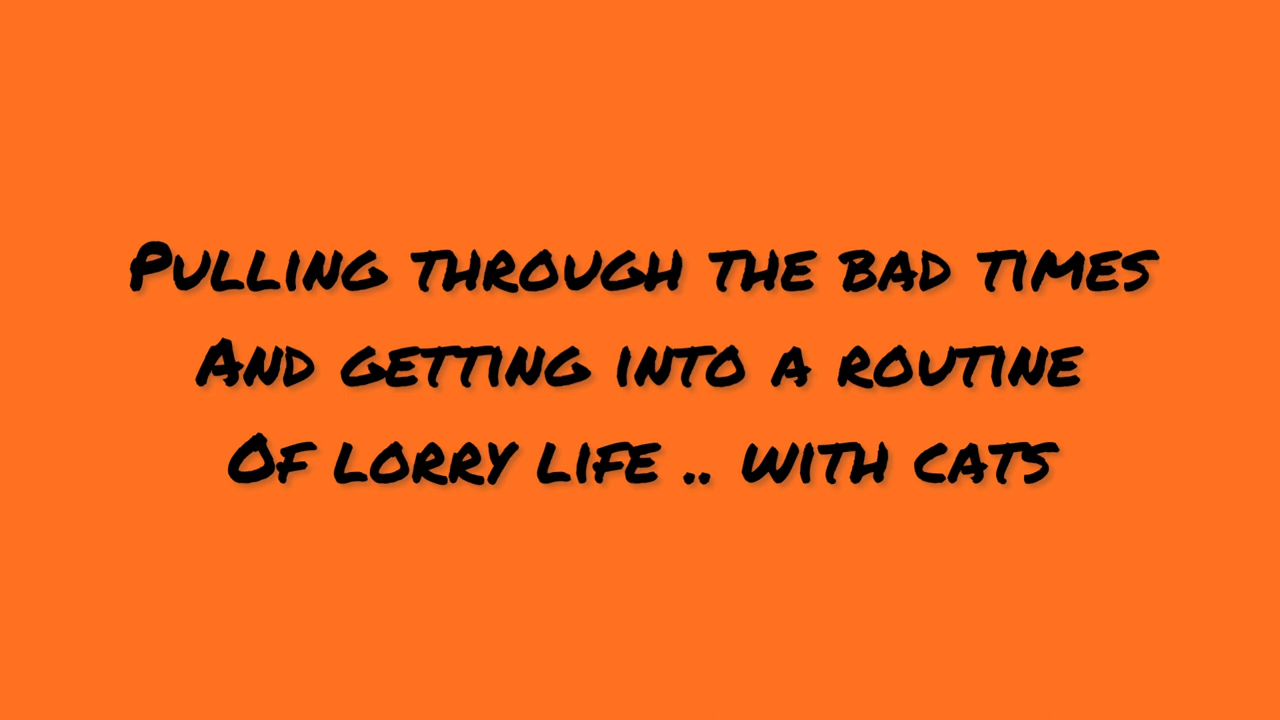 Pulling through the bad times
And getting into a routine
Of lorry life .. with cats